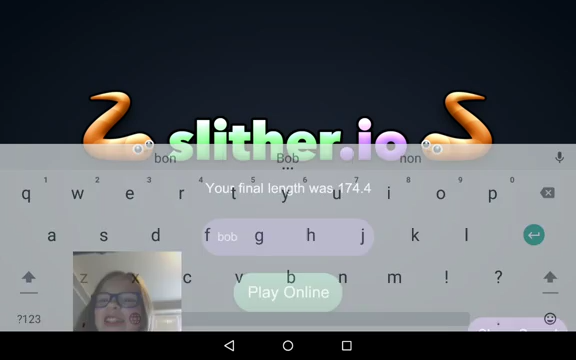 slither.io
bon Bob non
Your final length was 174.4
1 2 3 4 5 6 7 8 9 0
q w e r t y u i o p
a s d f g h j k l
bob
z x c v b n m ! ?
Play Online
?123 , .